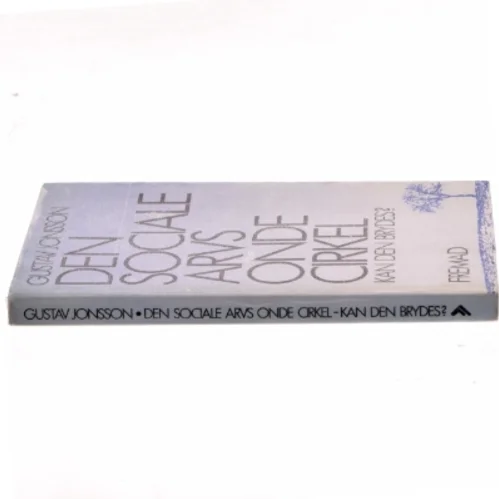 GUSTAV JONSSON
DEN
SOCIALE
ARVS
ONDE
CIRKEL
KAN DEN BRYDES?
FREMAD
GUSTAV JONSSON • DEN SOCIALE ARVS ONDE CIRKEL - KAN DEN BRYDES?